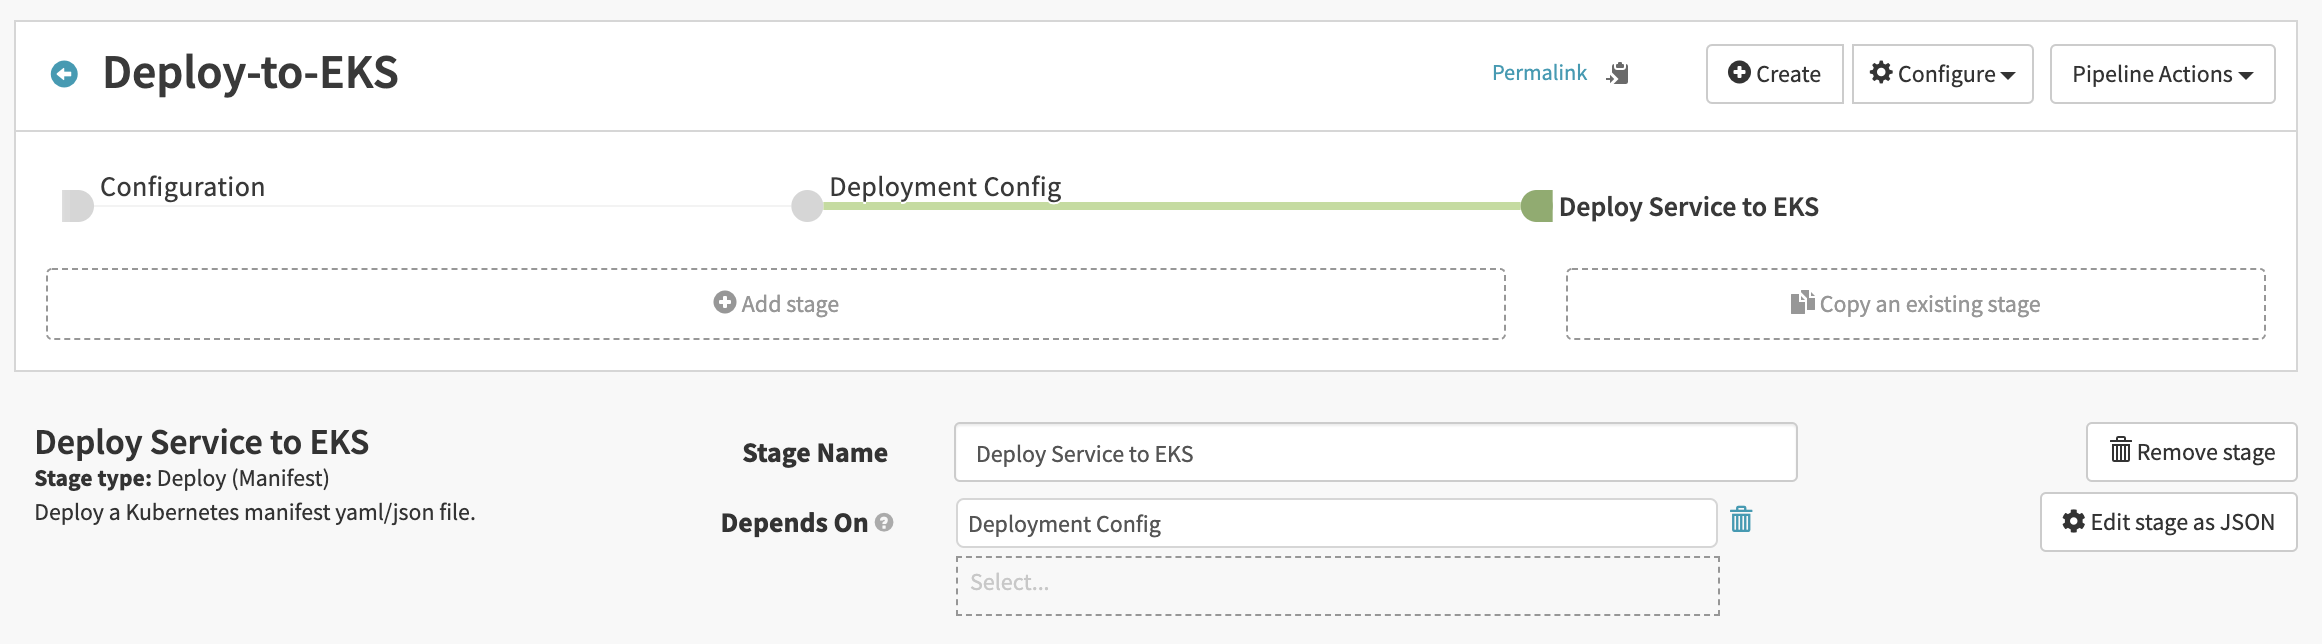 Deploy-to-EKS
Permalink
Create
Configure
Pipeline Actions
Configuration
Deployment Config
Deploy Service to EKS
Add stage
Copy an existing stage
Deploy Service to EKS
Stage type: Deploy (Manifest)
Deploy a Kubernetes manifest yaml/json file.
Stage Name
Deploy Service to EKS
Depends On ?
Deployment Config
Select...
Remove stage
Edit stage as JSON